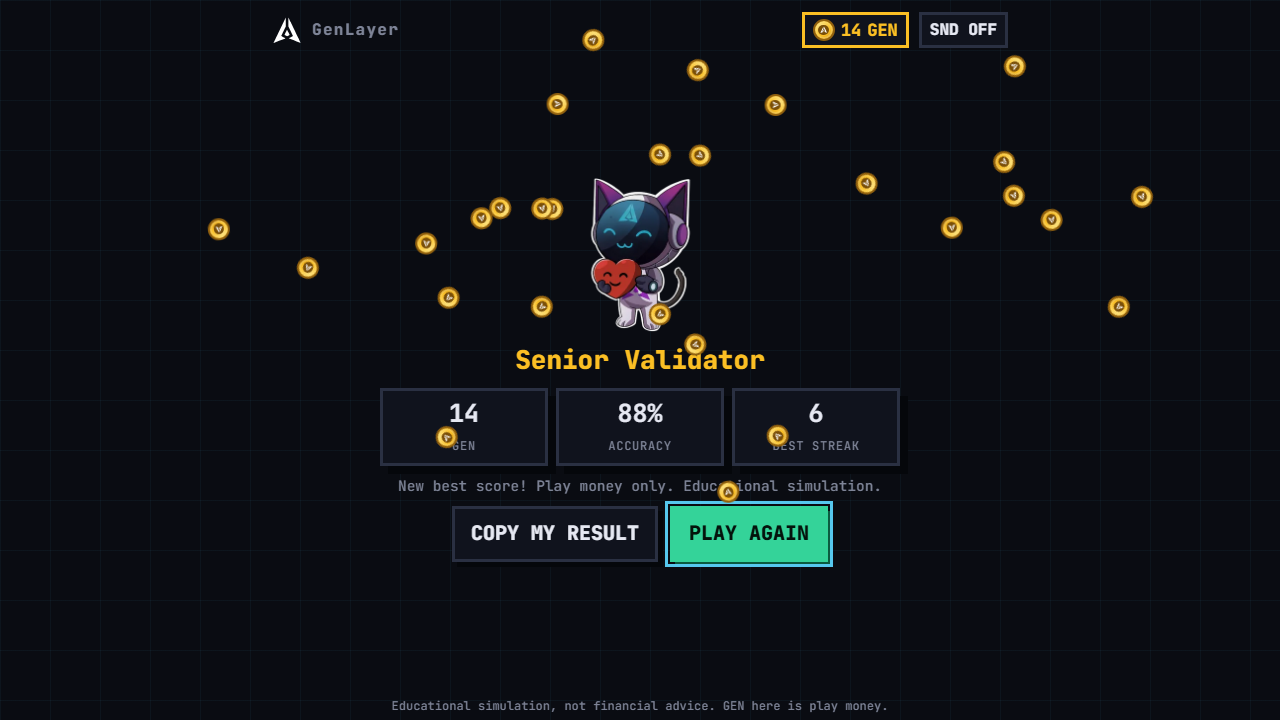 GenLayer
14 GEN
SND OFF
Senior Validator
14
GEN
88%
ACCURACY
6
BEST STREAK
New best score! Play money only. Educational simulation.
COPY MY RESULT
PLAY AGAIN
Educational simulation, not financial advice. GEN here is play money.